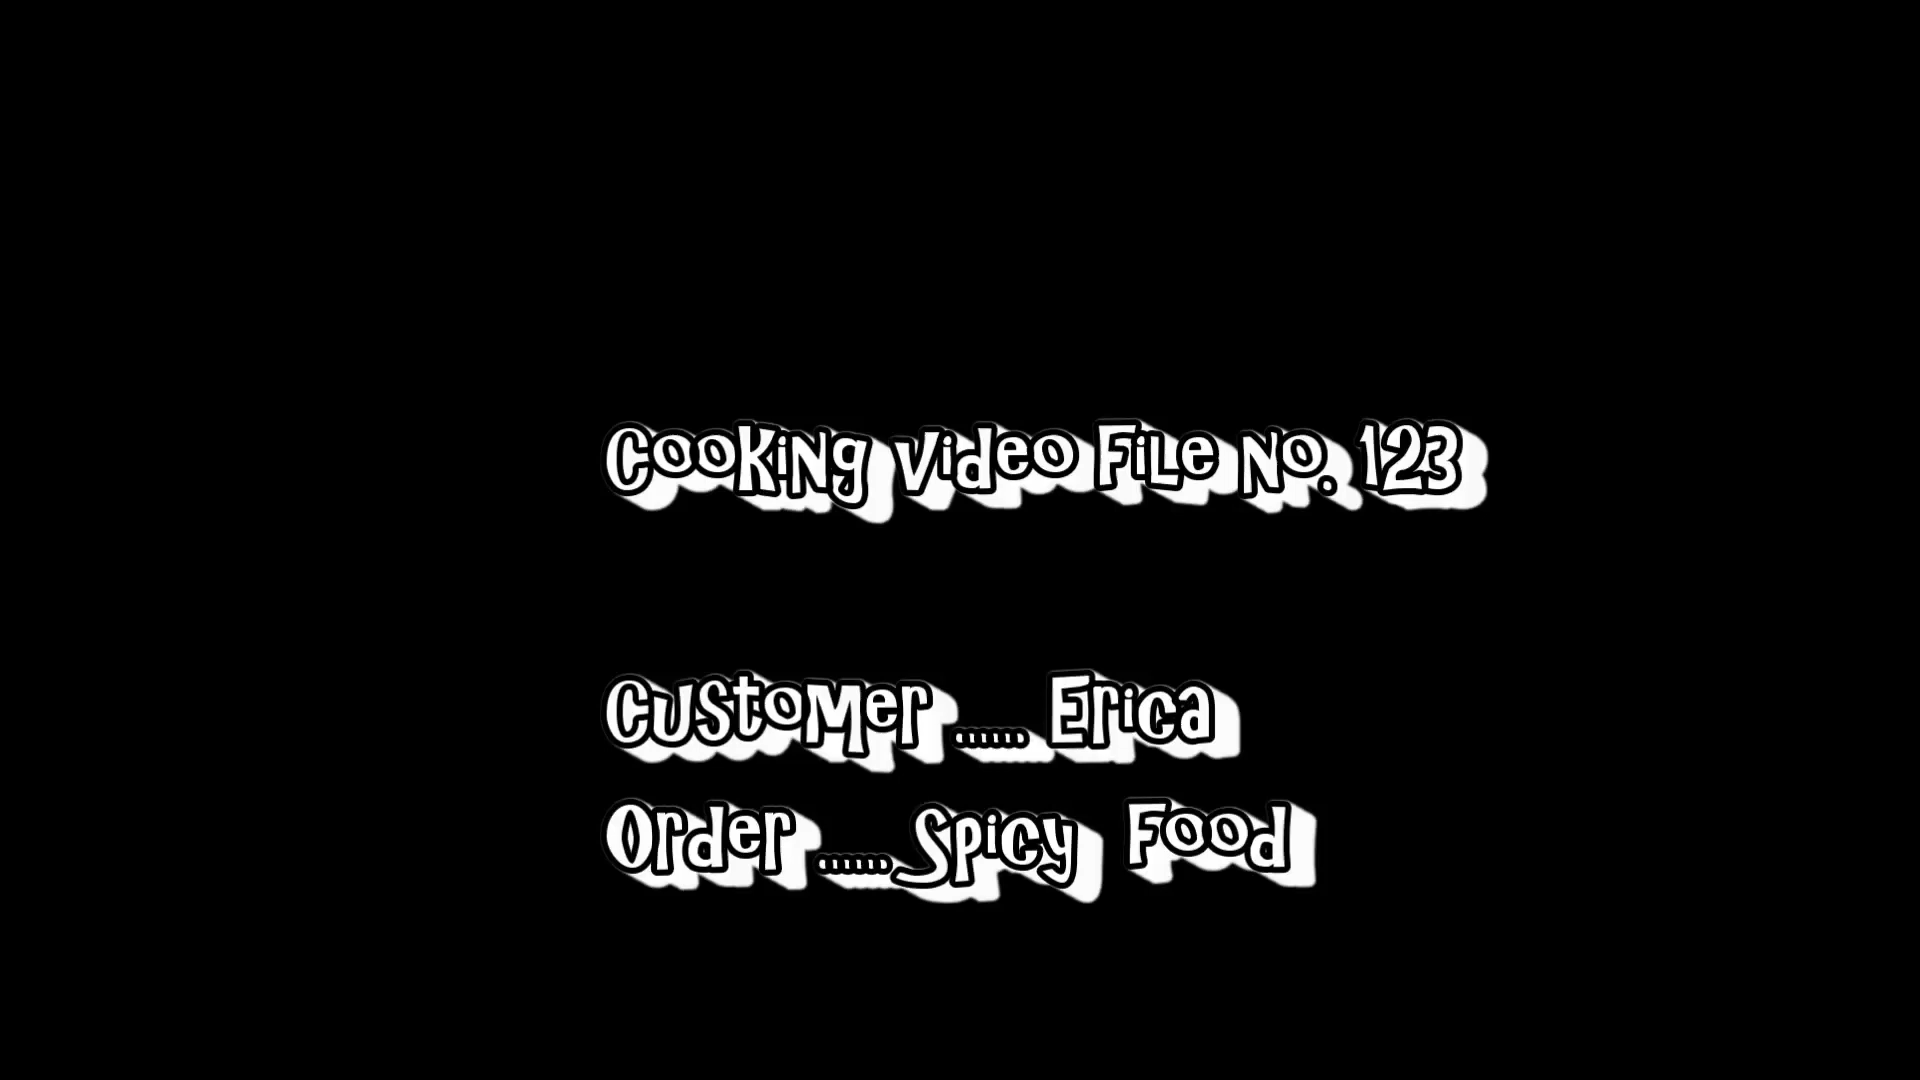 Cooking Video File No. 123
Customer ...... Erica
Order ...... Spicy Food